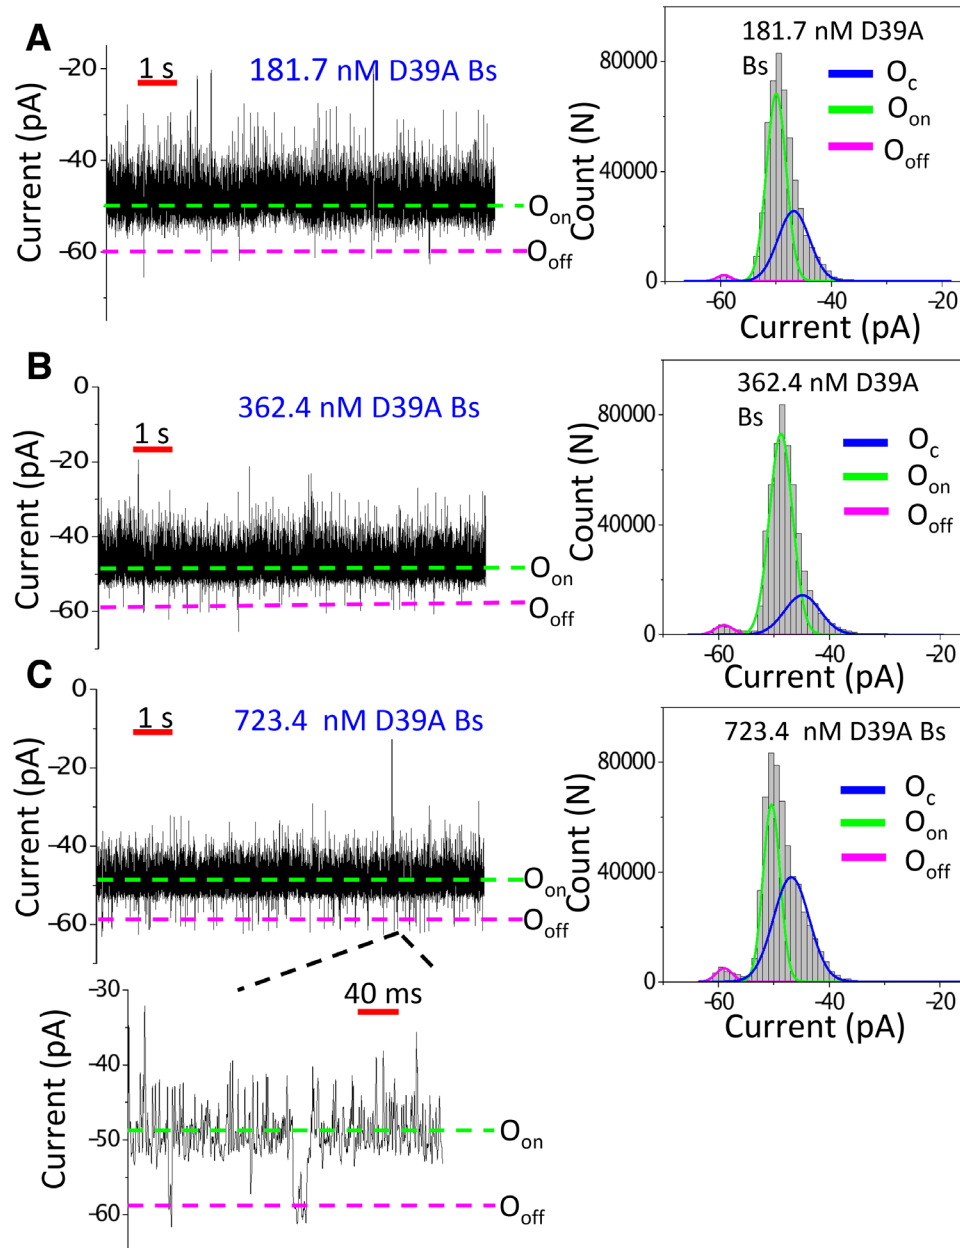 A
181.7 nM D39A Bs
1 s
Current (pA)
−20
−40
−60
Oon
Ooff
181.7 nM D39A
Bs
Oc
Oon
Ooff
Count (N)
80000
40000
0
−60
−40
−20
Current (pA)
B
362.4 nM D39A Bs
1 s
Current (pA)
0
−20
−40
−60
Oon
Ooff
362.4 nM D39A
Bs
Oc
Oon
Ooff
Count (N)
80000
40000
0
−60
−40
−20
Current (pA)
C
723.4 nM D39A Bs
1 s
Current (pA)
0
−20
−40
−60
Oon
Ooff
723.4 nM D39A Bs
Oc
Oon
Ooff
Count (N)
80000
40000
0
−60
−40
−20
Current (pA)
40 ms
Current (pA)
−30
−40
−50
−60
Oon
Ooff